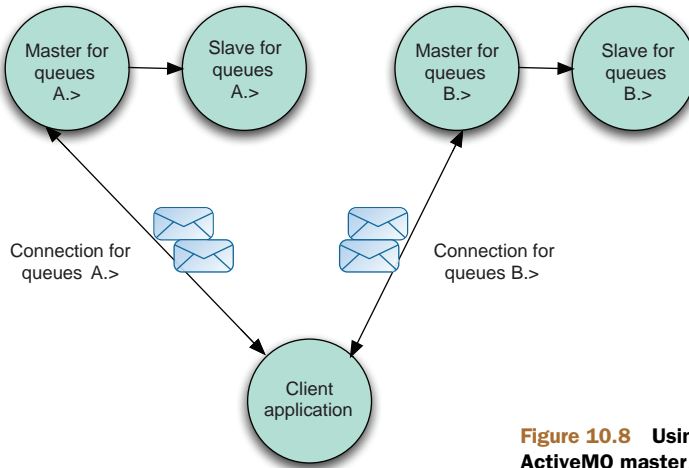 Master for
queues
A.>
Slave for
queues
A.>
Master for
queues
B.>
Slave for
queues
B.>
Connection for
queues A.>
Connection for
queues B.>
Client
application
Figure 10.8 Usin
ActiveMQ master